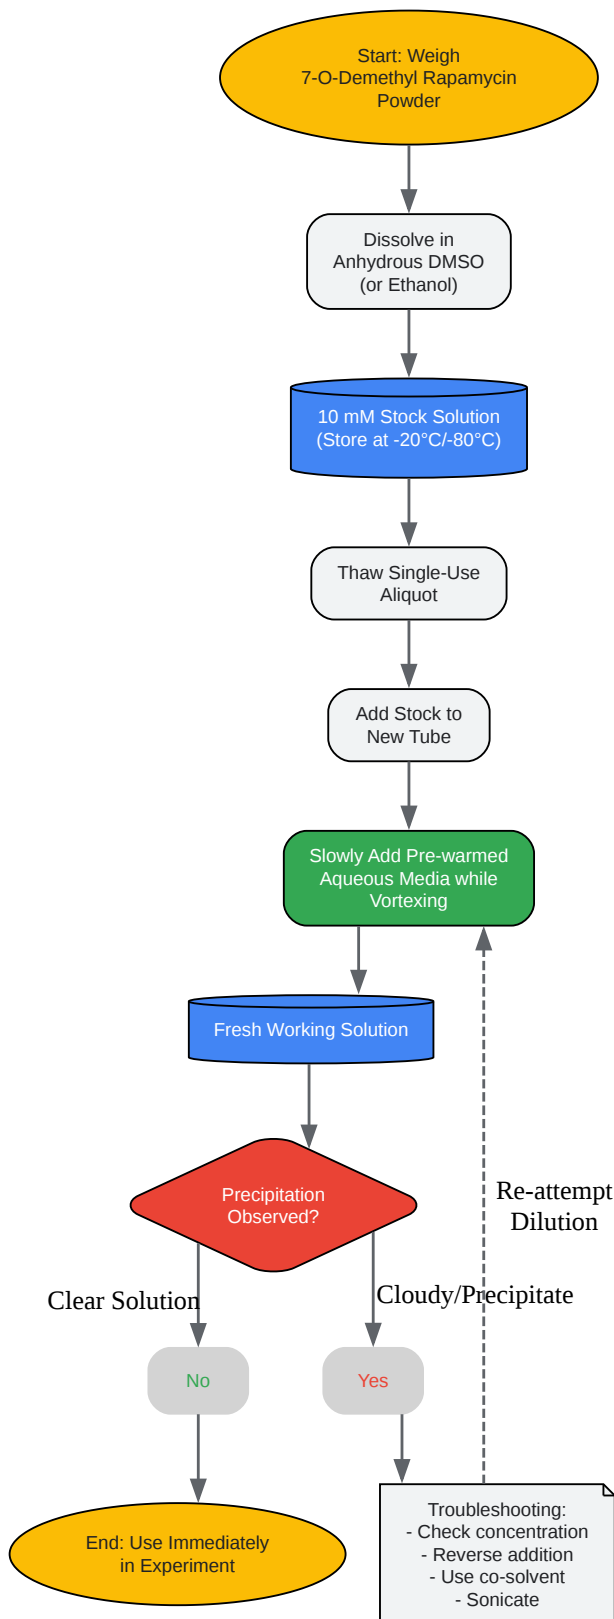 Start: Weigh
7-O-Demethyl Rapamycin
Powder
Dissolve in
Anhydrous DMSO
(or Ethanol)
10 mM Stock Solution
(Store at -20°C/-80°C)
Thaw Single-Use
Aliquot
Add Stock to
New Tube
Slowly Add Pre-warmed
Aqueous Media while
Vortexing
Fresh Working Solution
Precipitation
Observed?
Re-attempt
Dilution
Clear Solution
Cloudy/Precipitate
No
Yes
End: Use Immediately
in Experiment
Troubleshooting:
- Check concentration
- Reverse addition
- Use co-solvent
- Sonicate